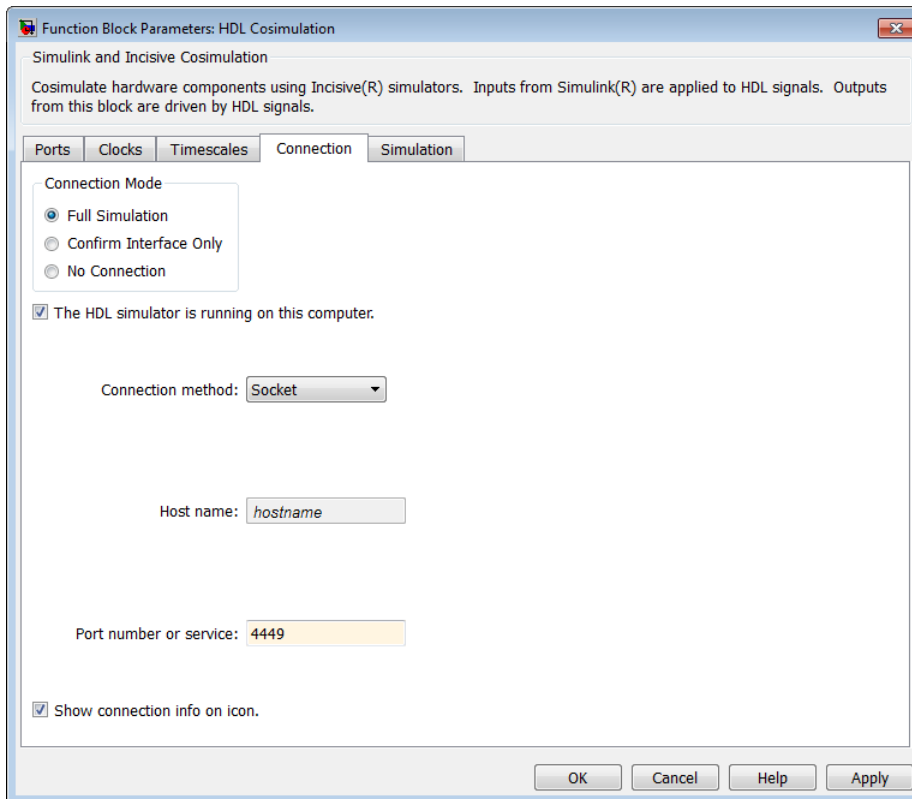 Function Block Parameters: HDL Cosimulation
Simulink and Incisive Cosimulation
Cosimulate hardware components using Incisive(R) simulators.  Inputs from Simulink(R) are applied to HDL signals.  Outputs
from this block are driven by HDL signals.
Ports Clocks Timescales Connection Simulation
Connection Mode
Full Simulation
Confirm Interface Only
No Connection
The HDL simulator is running on this computer.
Connection method: Socket
Host name: hostname
Port number or service: 4449
Show connection info on icon.
OK Cancel Help Apply